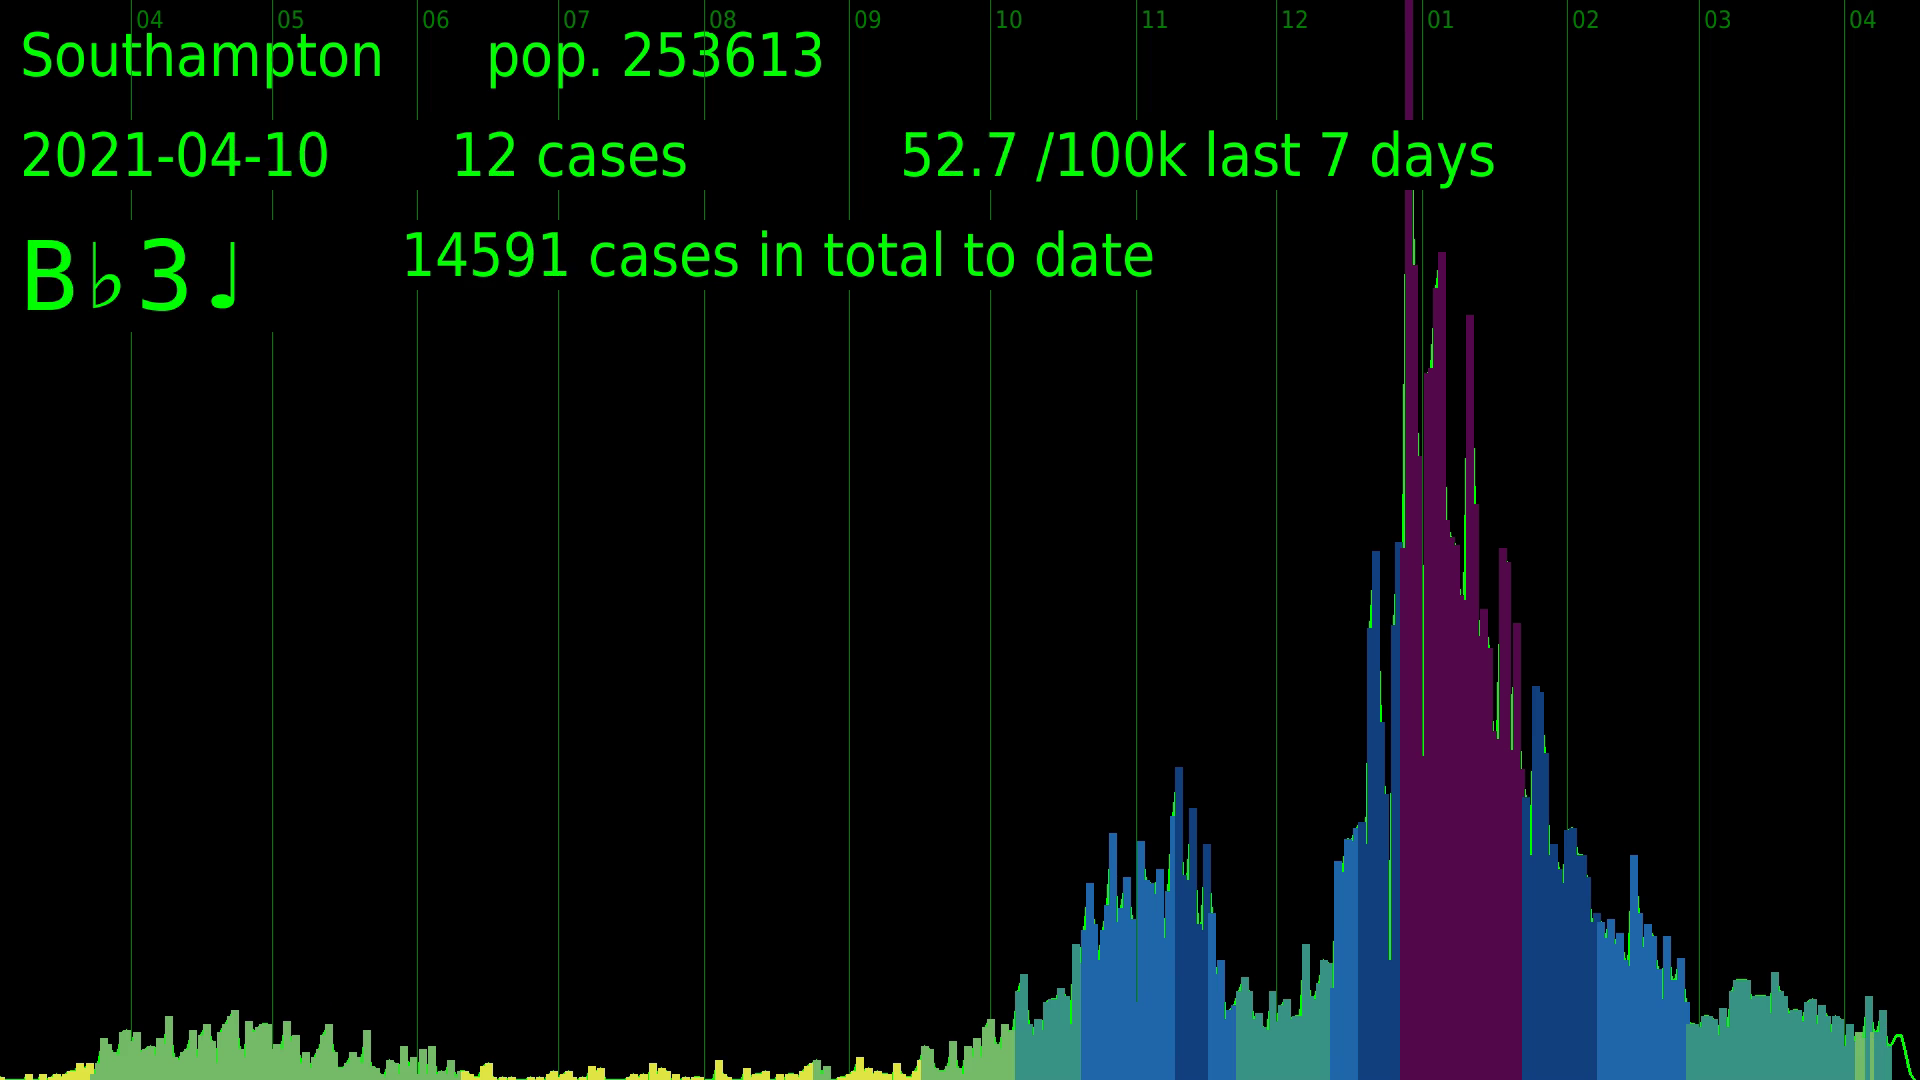 04 05 06 07 08 09 10 11 12 01 02 03 04
Southampton pop. 253613
2021-04-10 12 cases 52.7 /100k last 7 days
B♭3♩ 14591 cases in total to date